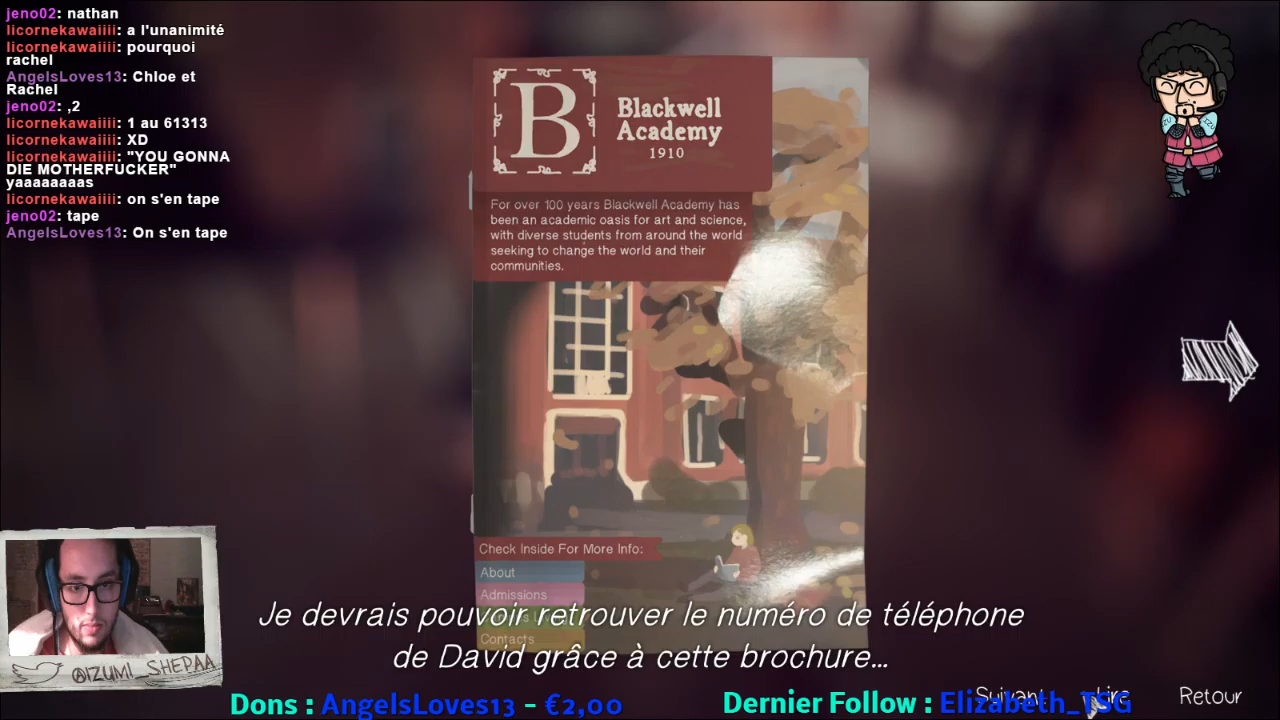 jeno02: nathan
licornekawaiiii: a l'unanimité
licornekawaiiii: pourquoi
rachel
AngelsLoves13: Chloe et
Rachel
jeno02: ,2
licornekawaiiii: 1 au 61313
licornekawaiiii: XD
licornekawaiiii: "YOU GONNA
DIE MOTHERFUCKER"
yaaaaaaas
licornekawaiiii: on s'en tape
jeno02: tape
AngelsLoves13: On s'en tape
B
Blackwell
Academy
1910
For over 100 years Blackwell Academy has
been an academic oasis for art and science,
with diverse students from around the world
seeking to change the world and their
communities.
Check Inside For More Info:
About
Admissions
Contacts
Je devrais pouvoir retrouver le numéro de téléphone
de David grâce à cette brochure...
@IZUMI_SHEPAA
Suivant Lire Retour
Dons : AngelsLoves13 - €2,00
Dernier Follow : Elizabeth_TSG